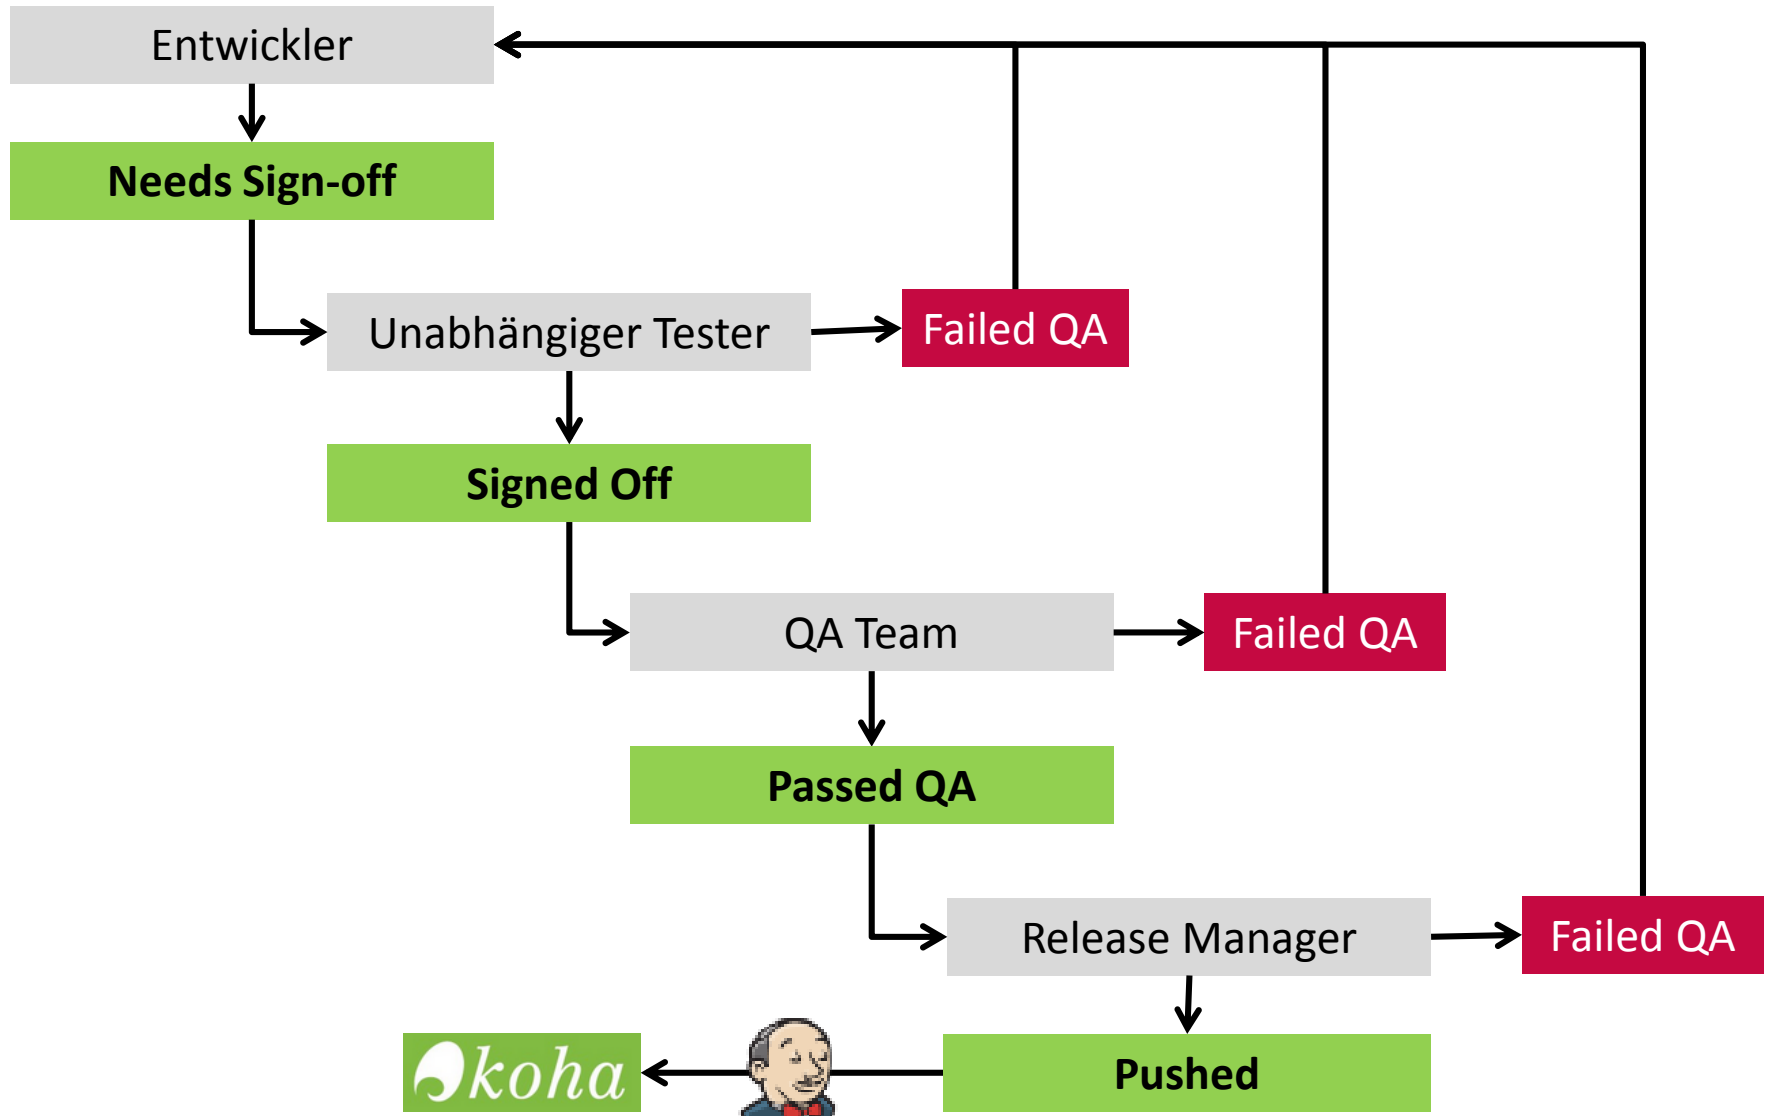 Entwickler
Needs Sign-off
Unabhängiger Tester
Failed QA
Signed Off
QA Team
Failed QA
Passed QA
Release Manager
Failed QA
koha
Pushed